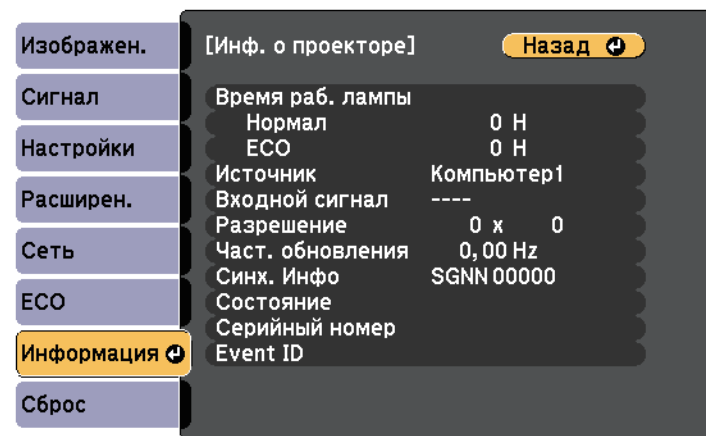 Изображен.
Сигнал
Настройки
Расширен.
Сеть
ECO
Информация
Сброс
[Инф. о проекторе] Назад
Время раб. лампы
Нормал 0 H
ECO 0 H
Источник Компьютер1
Входной сигнал ----
Разрешение 0 x 0
Част. обновления 0,00 Hz
Синх. Инфо SGNN 00000
Состояние
Серийный номер
Event ID